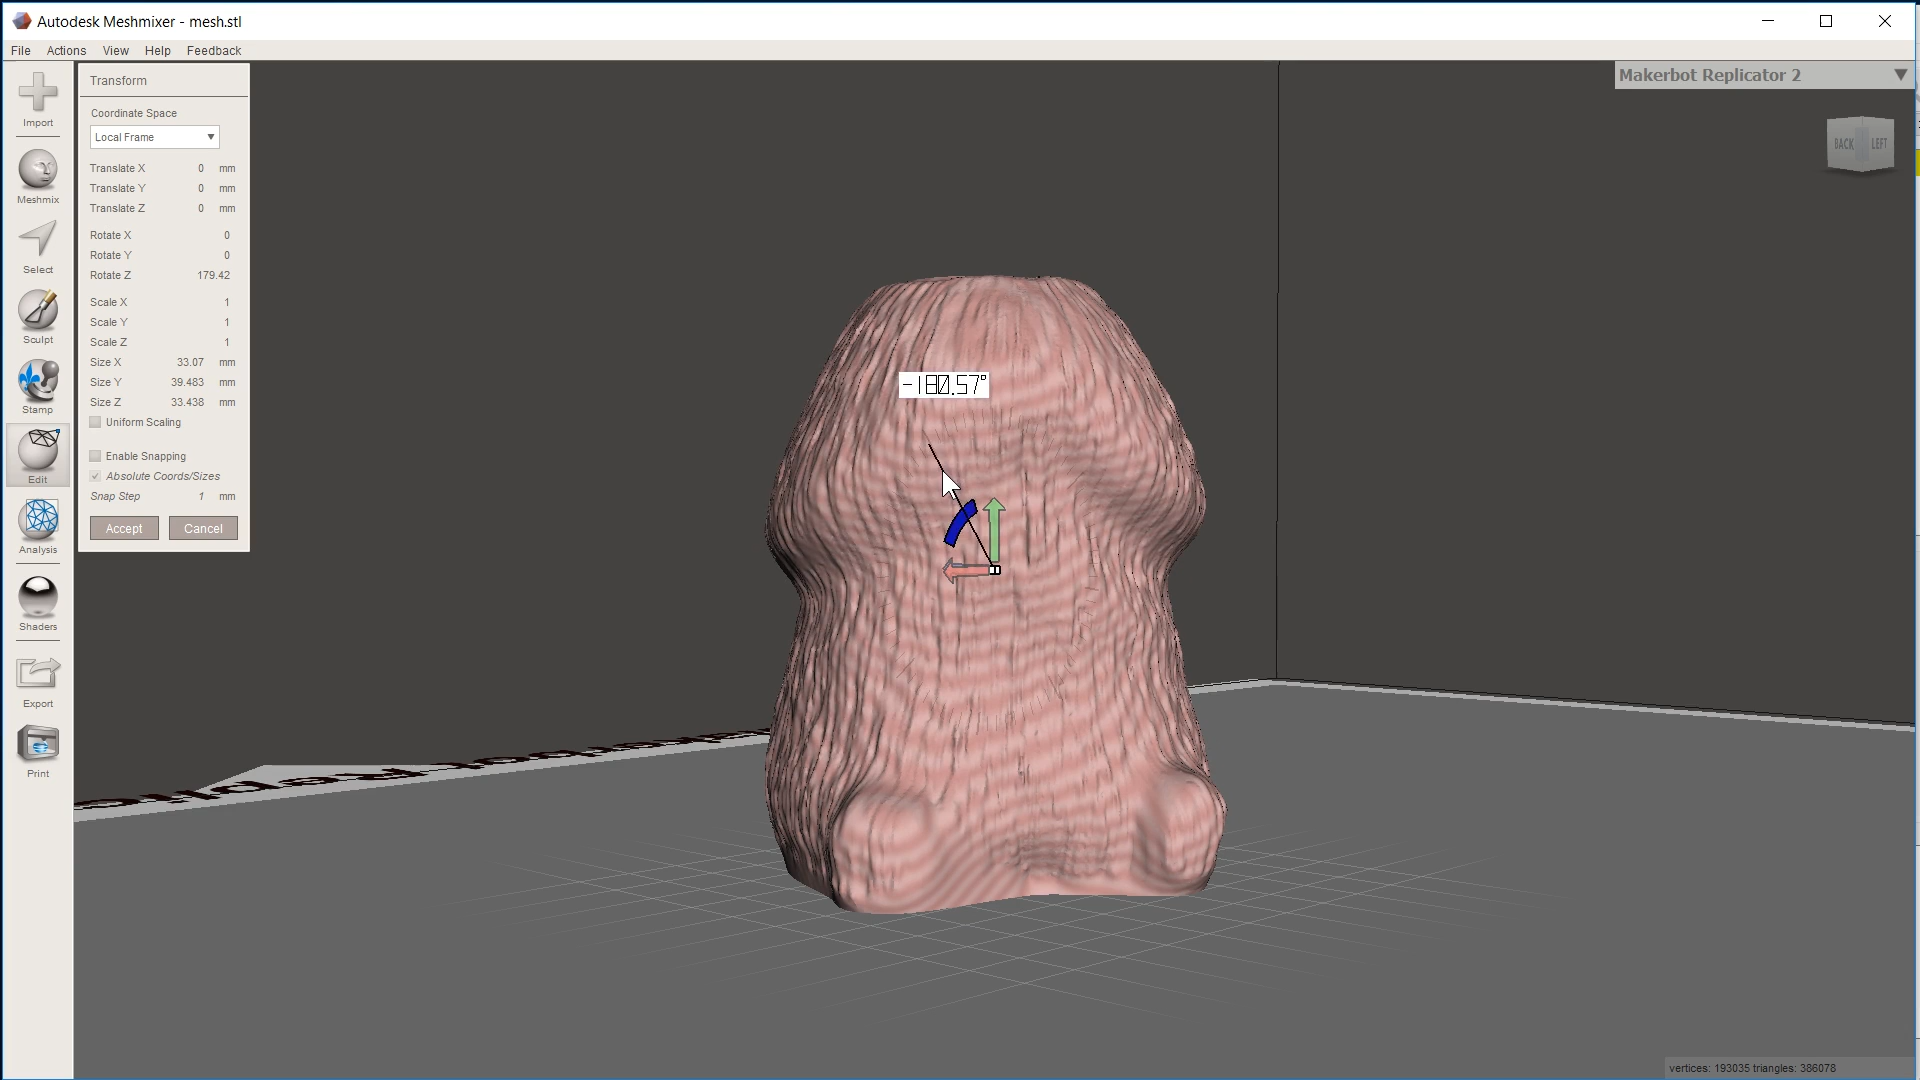 Autodesk Meshmixer - mesh.stl
File Actions View Help Feedback
Import
Meshmix
Select
Sculpt
Stamp
Edit
Analysis
Shaders
Export
Print
Transform
Coordinate Space
Local Frame
Translate X 0 mm
Translate Y 0 mm
Translate Z 0 mm
Rotate X 0
Rotate Y 0
Rotate Z 179.42
Scale X 1
Scale Y 1
Scale Z 1
Size X 33.07 mm
Size Y 39.483 mm
Size Z 33.438 mm
Uniform Scaling
Enable Snapping
Absolute Coords/Sizes
Snap Step 1 mm
Accept Cancel
-180.57°
Makerbot Replicator 2
BACK LEFT
vertices: 193035 triangles: 386078